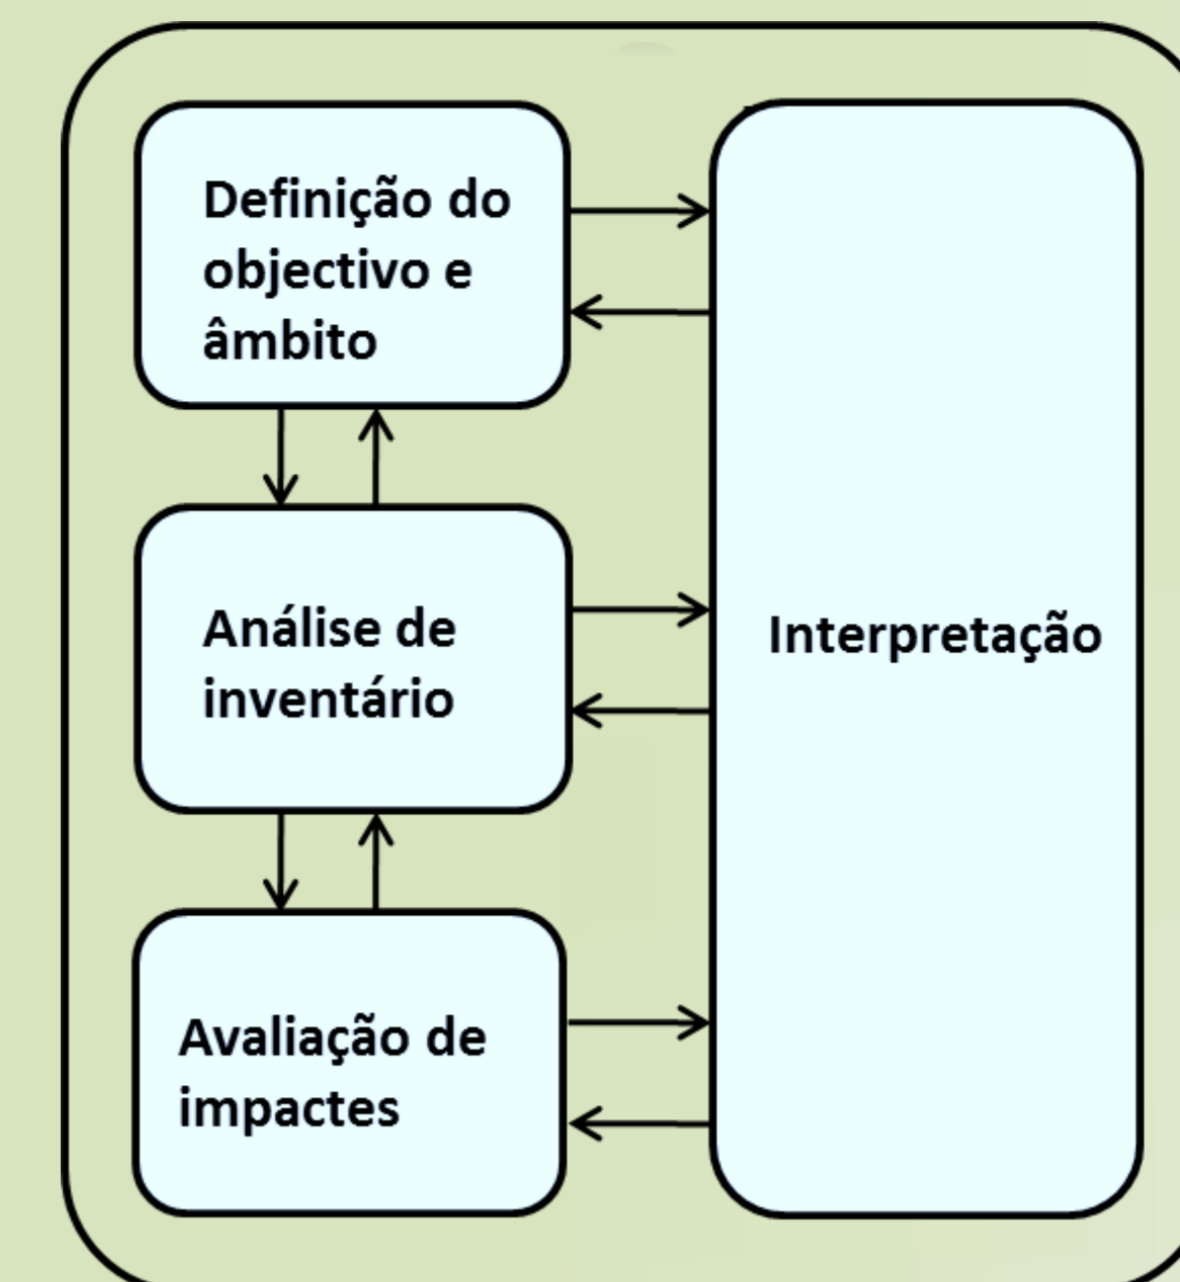 Definição do
objectivo e
âmbito
Análise de
inventário
Interpretação
Avaliação de
impactes